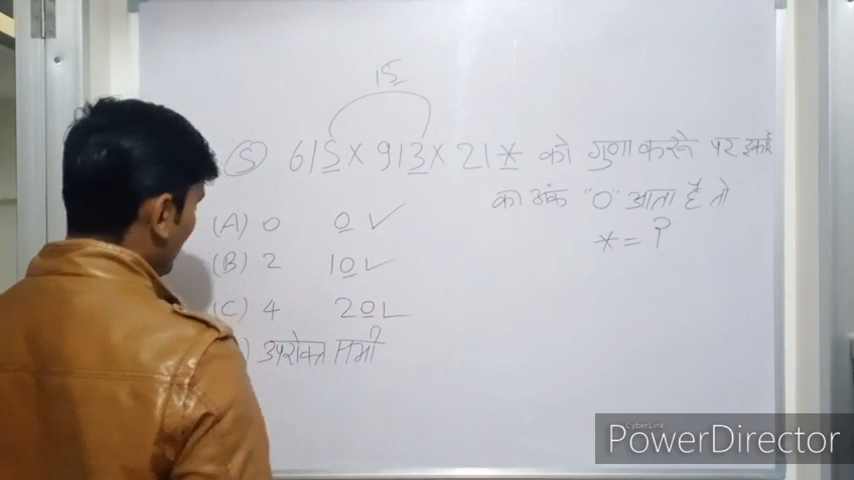 15
(5) 615 × 913 × 21* को गुणा करने पर इकाई
का अंक "0" आता है तो
* = ?
(A) 0 0 ✓
(B) 2 10 ✓
(C) 4 20 ✓
) उपरोक्त सभी
CyberLink
PowerDirector